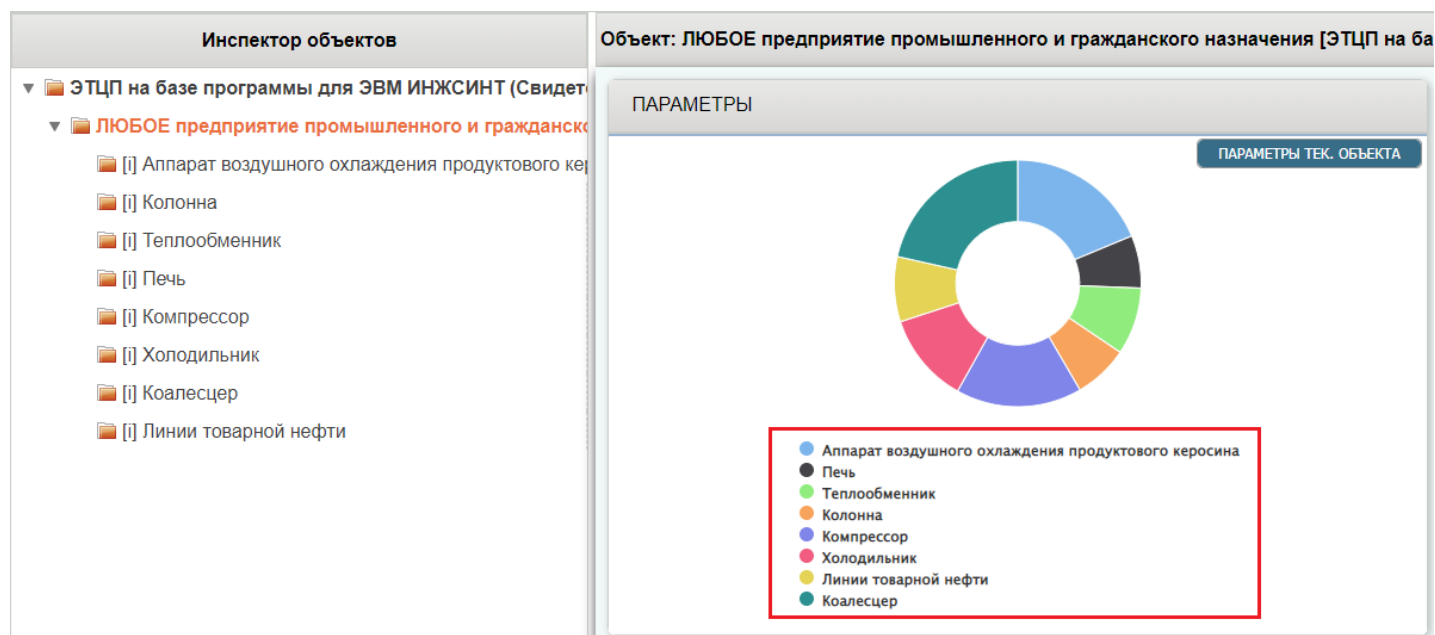 Инспектор объектов
ЭТЦП на базе программы для ЭВМ ИНЖСИНТ (Свидет
ЛЮБОЕ предприятие промышленного и гражданск
[i] Аппарат воздушного охлаждения продуктового ке
[i] Колонна
[i] Теплообменник
[i] Печь
[i] Компрессор
[i] Холодильник
[i] Коалесцер
[i] Линии товарной нефти
Объект: ЛЮБОЕ предприятие промышленного и гражданского назначения [ЭТЦП на ба
ПАРАМЕТРЫ
ПАРАМЕТРЫ ТЕК. ОБЪЕКТА
Аппарат воздушного охлаждения продуктового керосина
Печь
Теплообменник
Колонна
Компрессор
Холодильник
Линии товарной нефти
Коалесцер